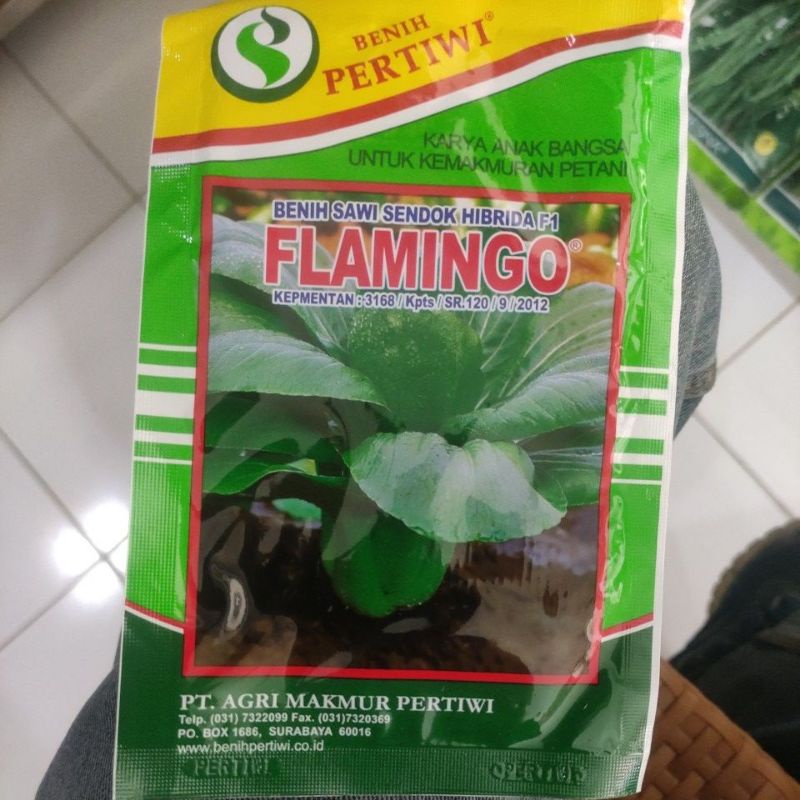 BENIH
PERTIWI®
KARYA ANAK BANGSA
UNTUK KEMAKMURAN PETANI
BENIH SAWI SENDOK HIBRIDA F1
FLAMINGO®
KEPMENTAN : 3168 / Kpts / SR.120 / 9 / 2012
PT. AGRI MAKMUR PERTIWI
Telp. (031) 7322099 Fax. (031)7320369
PO. BOX 1686, SURABAYA 60016
www.benihpertiwi.co.id
PERTIWI PERTIWI